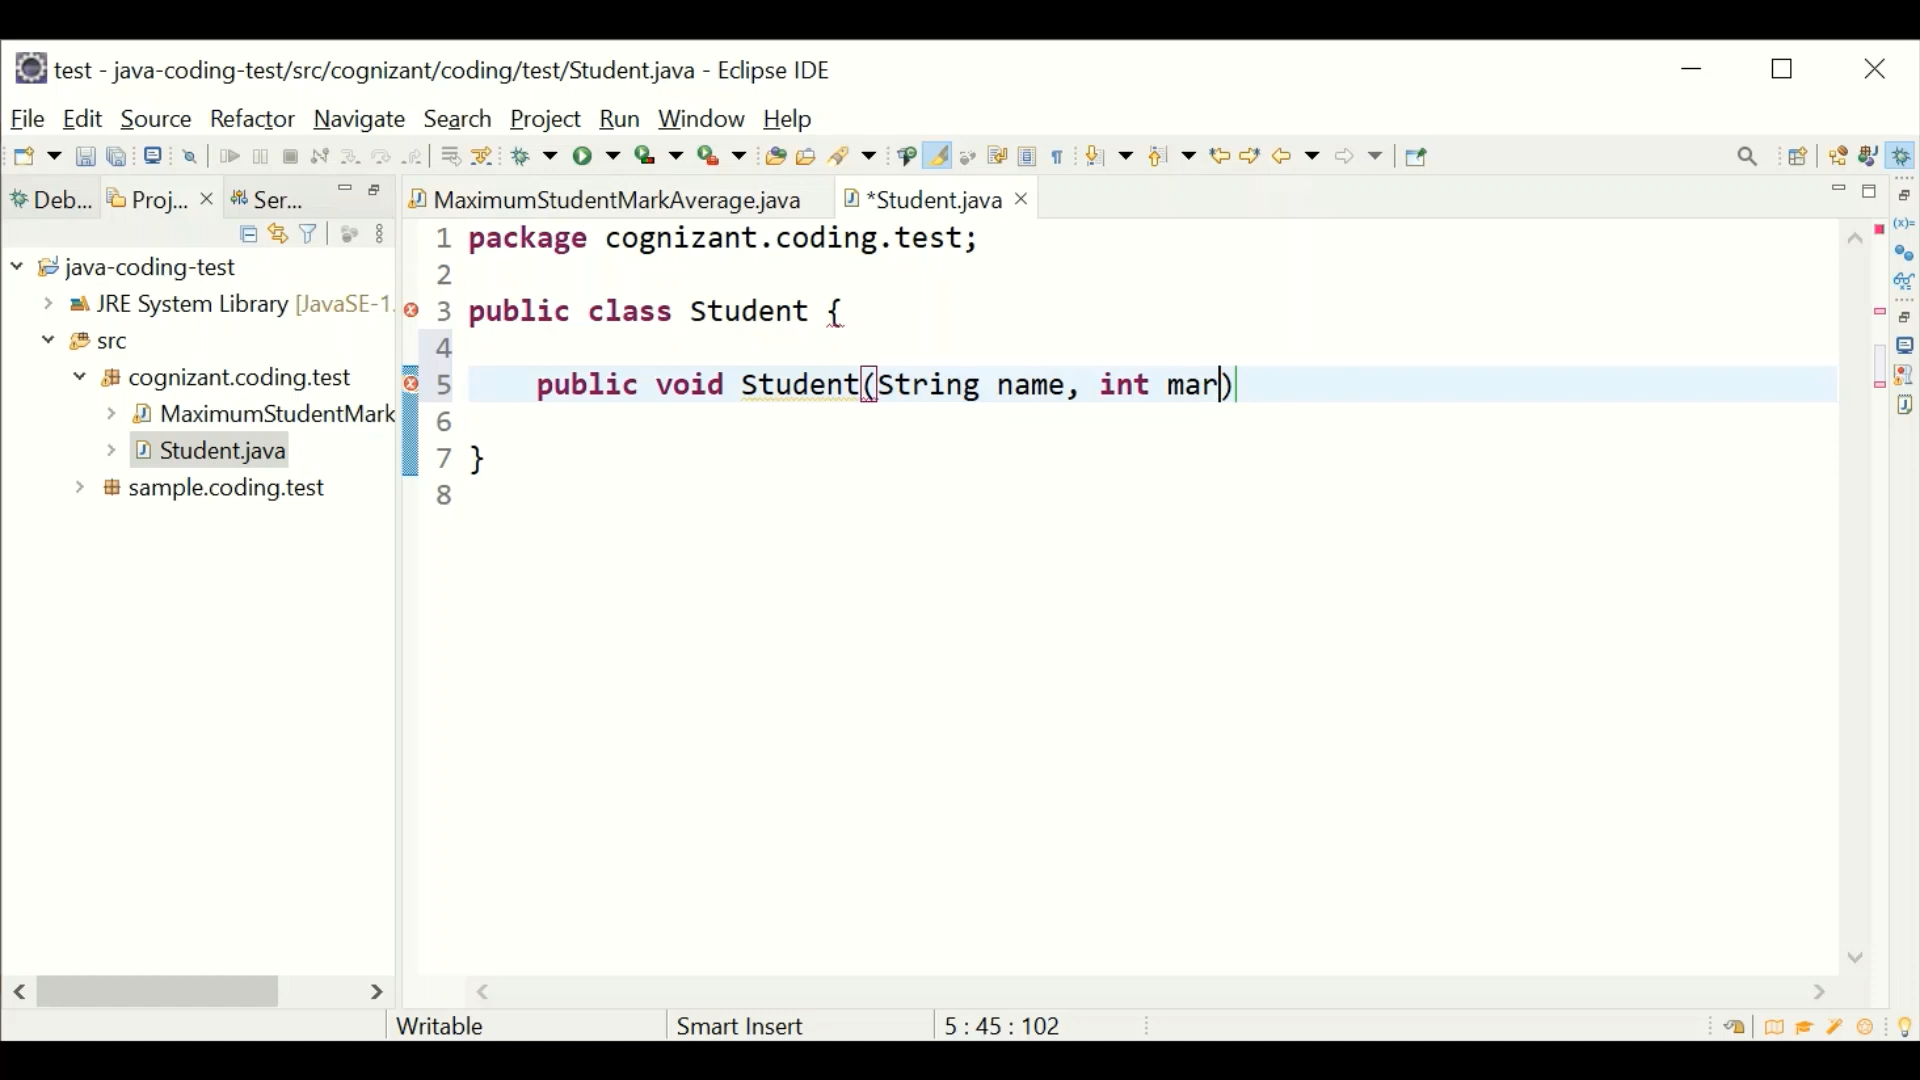 test - java-coding-test/src/cognizant/coding/test/Student.java - Eclipse IDE
File Edit Source Refactor Navigate Search Project Run Window Help
Deb... Proj... Ser...
MaximumStudentMarkAverage.java *Student.java
java-coding-test
JRE System Library [JavaSE-1.
src
cognizant.coding.test
MaximumStudentMark
Student.java
sample.coding.test
1 package cognizant.coding.test;
2
3 public class Student {
4
5 public void Student(String name, int mar)
6
7 }
8
Writable Smart Insert 5 : 45 : 102